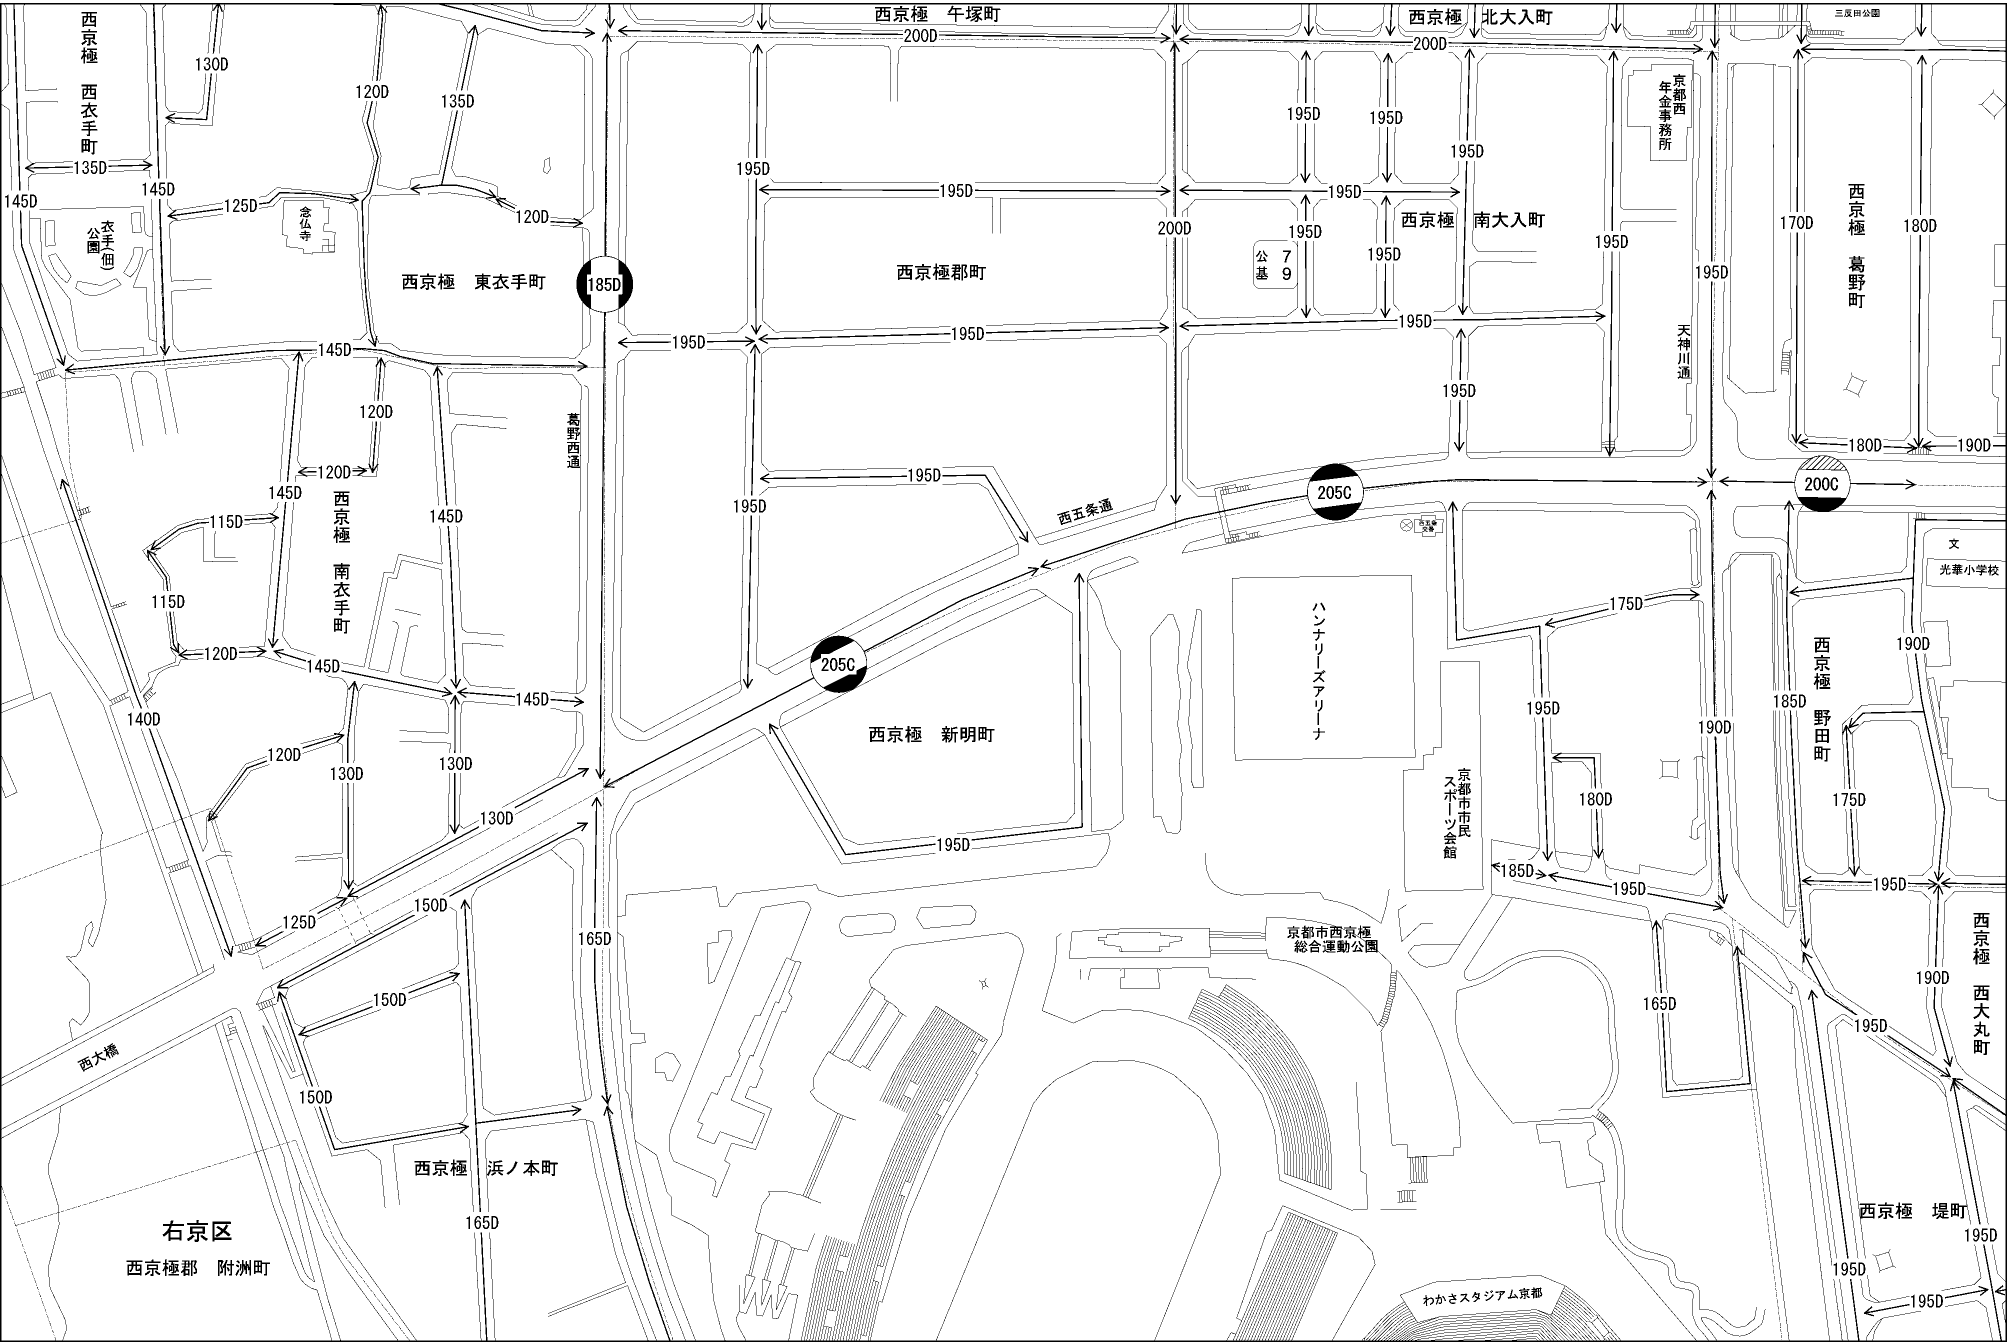 西京極　午塚町
西京極　北大入町
三反田公園
西京極　西衣手町
130D
120D
135D
200D
200D
京都西
年金事務所
195D
195D
195D
195D
135D
145D
145D
125D
念仏寺
120D
195D
195D
西京極　南大入町
200D
195D
195D
195D
195D
170D
180D
西京極　葛野町
衣手(佃)
公園
西京極　東衣手町
185D
西京極郡町
公基
79
195D
天神川通
145D
195D
195D
195D
120D
195D
葛野西通
120D
180D
190D
145D
西京極　南衣手町
145D
195D
195D
西五条通
205C
200C
115D
西五条
交番
文
光華小学校
115D
175D
ハンナリーズアリーナ
120D
145D
145D
205C
190D
西京極　野田町
185D
140D
120D
130D
130D
西京極　新明町
195D
190D
京都市市民
スポーツ会館
180D
175D
130D
195D
185D
195D
195D
125D
150D
165D
京都市西京極
総合運動公園
西京極　西大丸町
190D
150D
165D
195D
西大橋
150D
西京極　浜ノ本町
165D
右京区
西京極郡　附洲町
西京極　堤町
195D
195D
195D
わかさスタジアム京都